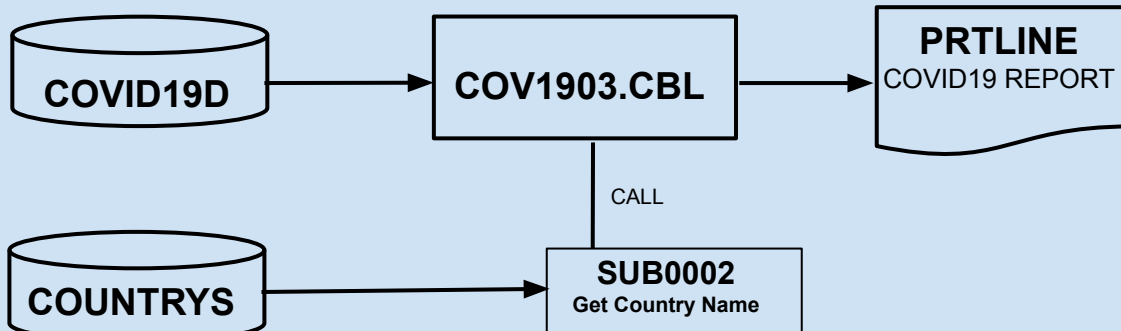 COVID19D
COV1903.CBL
PRTLINE
COVID19 REPORT
CALL
COUNTRYS
SUB0002
Get Country Name